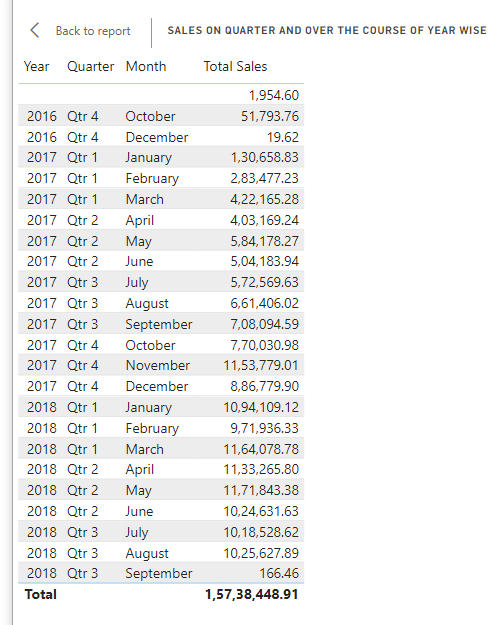 Back to report SALES ON QUARTER AND OVER THE COURSE OF YEAR WISE
Year Quarter Month Total Sales
1,954.60
2016 Qtr 4 October 51,793.76
2016 Qtr 4 December 19.62
2017 Qtr 1 January 1,30,658.83
2017 Qtr 1 February 2,83,477.23
2017 Qtr 1 March 4,22,165.28
2017 Qtr 2 April 4,03,169.24
2017 Qtr 2 May 5,84,178.27
2017 Qtr 2 June 5,04,183.94
2017 Qtr 3 July 5,72,569.63
2017 Qtr 3 August 6,61,406.02
2017 Qtr 3 September 7,08,094.59
2017 Qtr 4 October 7,70,030.98
2017 Qtr 4 November 11,53,779.01
2017 Qtr 4 December 8,86,779.90
2018 Qtr 1 January 10,94,109.12
2018 Qtr 1 February 9,71,936.33
2018 Qtr 1 March 11,64,078.78
2018 Qtr 2 April 11,33,265.80
2018 Qtr 2 May 11,71,843.38
2018 Qtr 2 June 10,24,631.63
2018 Qtr 3 July 10,18,528.62
2018 Qtr 3 August 10,25,627.89
2018 Qtr 3 September 166.46
Total 1,57,38,448.91